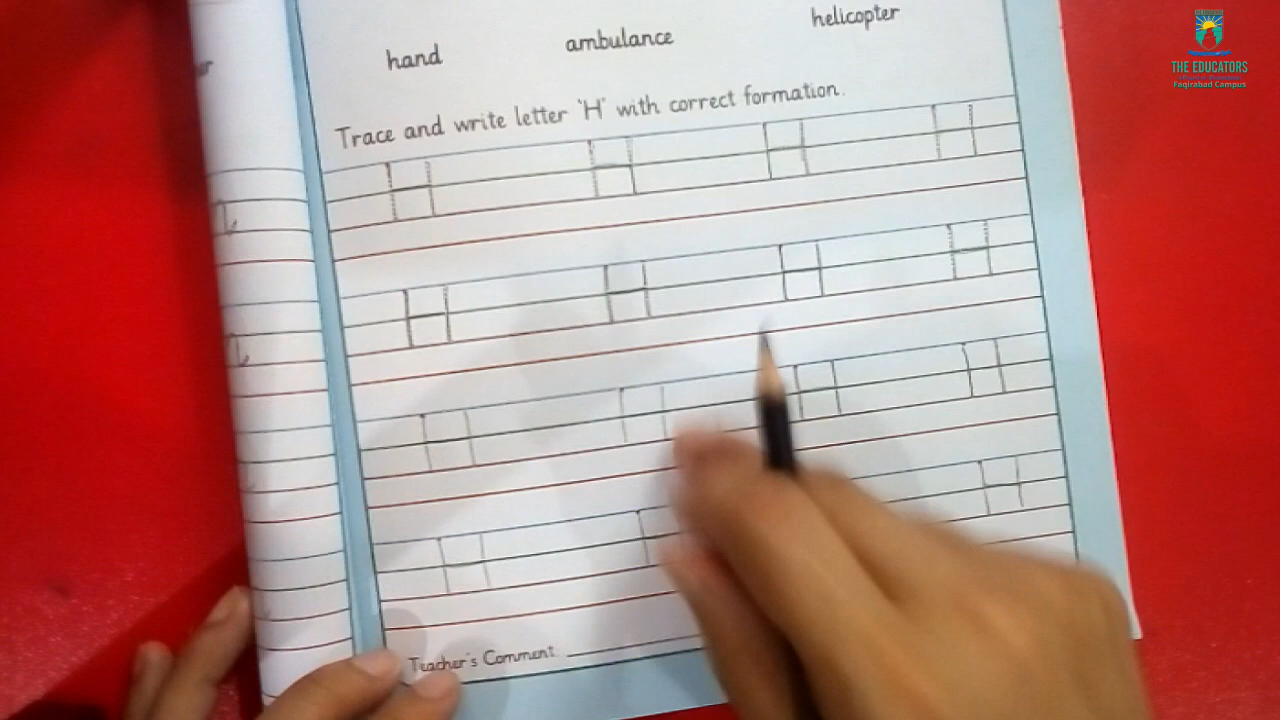 helicopter
hand ambulance
Trace and write letter 'H' with correct formation.
H H H H
H H H H
H H H H
H H H
Teacher's Comment
THE EDUCATORS
Faqirabad Campus